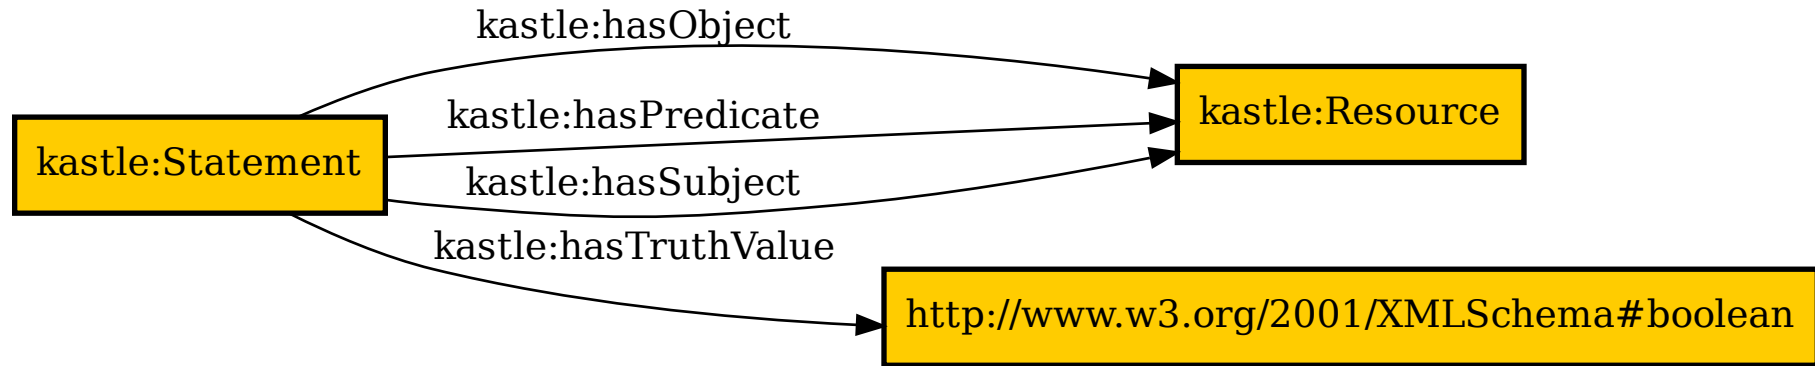 kastle:hasObject
kastle:Resource
kastle:hasPredicate
kastle:Statement
kastle:hasSubject
kastle:hasTruthValue
http://www.w3.org/2001/XMLSchema#boolean